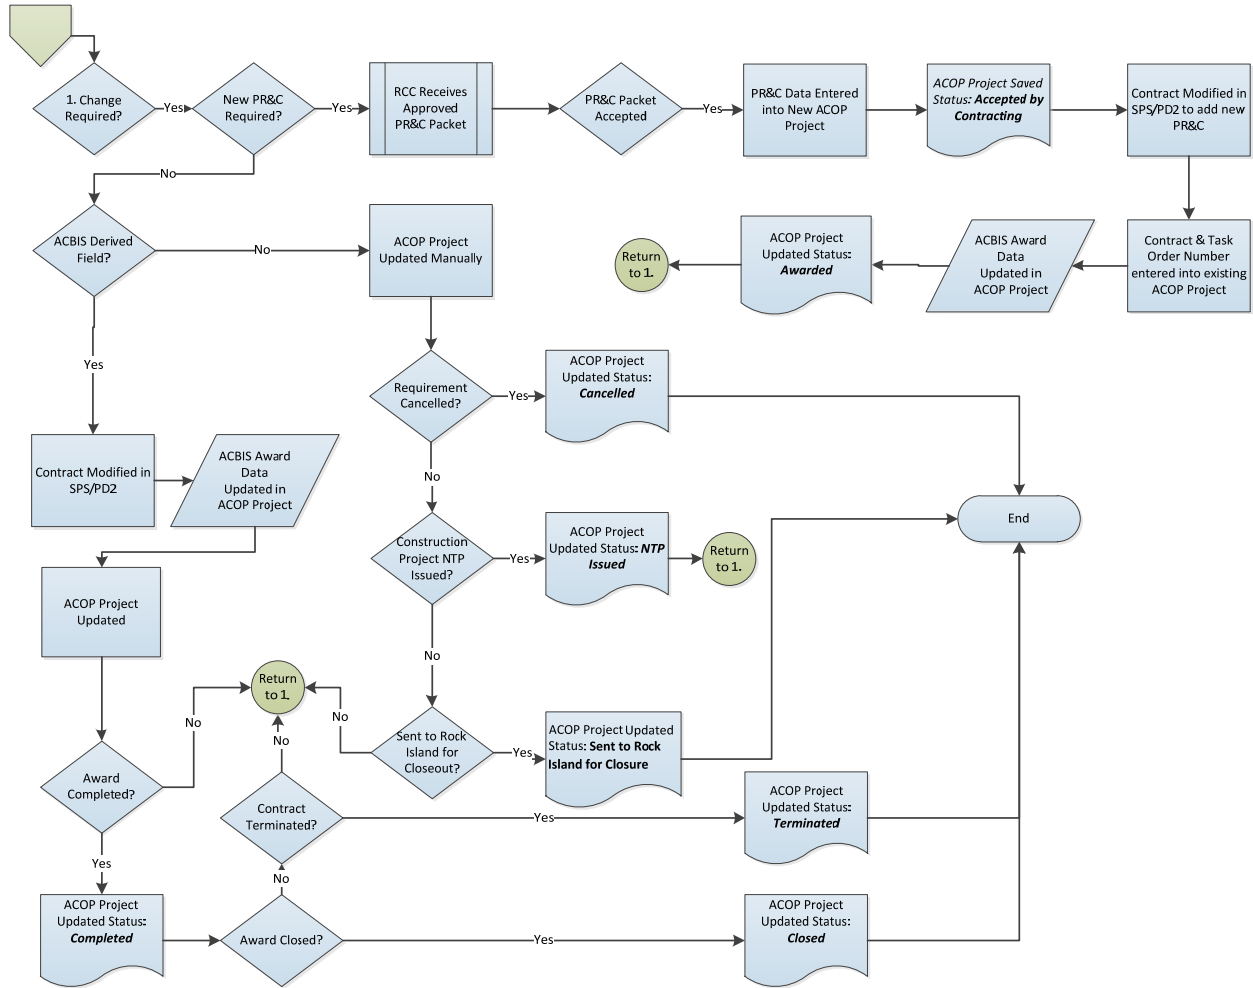 1. Change
Required?
Yes
New PR&C
Required?
Yes
RCC Receives
Approved
PR&C Packet
PR&C Packet
Accepted
Yes
PR&C Data Entered
into New ACOP
Project
ACOP Project Saved
Status: Accepted by
Contracting
Contract Modified in
SPS/PD2 to add new
PR&C
No
ACBIS Derived
Field?
No
ACOP Project
Updated Manually
Return
to 1.
ACOP Project
Updated Status:
Awarded
ACBIS Award
Data
Updated in
ACOP Project
Contract & Task
Order Number
entered into existing
ACOP Project
Yes
Requirement
Cancelled?
Yes
ACOP Project
Updated Status:
Cancelled
Contract Modified in
SPS/PD2
ACBIS Award
Data
Updated in
ACOP Project
No
End
Construction
Project NTP
Issued?
Yes
ACOP Project
Updated Status: NTP
Issued
Return
to 1.
ACOP Project
Updated
No
Return
to 1.
No
No
Sent to Rock
Island for
Closeout?
Yes
ACOP Project Updated
Status: Sent to Rock
Island for Closure
No
Award
Completed?
Contract
Terminated?
Yes
ACOP Project
Updated Status:
Terminated
Yes
No
ACOP Project
Updated Status:
Completed
Award Closed?
Yes
ACOP Project
Updated Status:
Closed